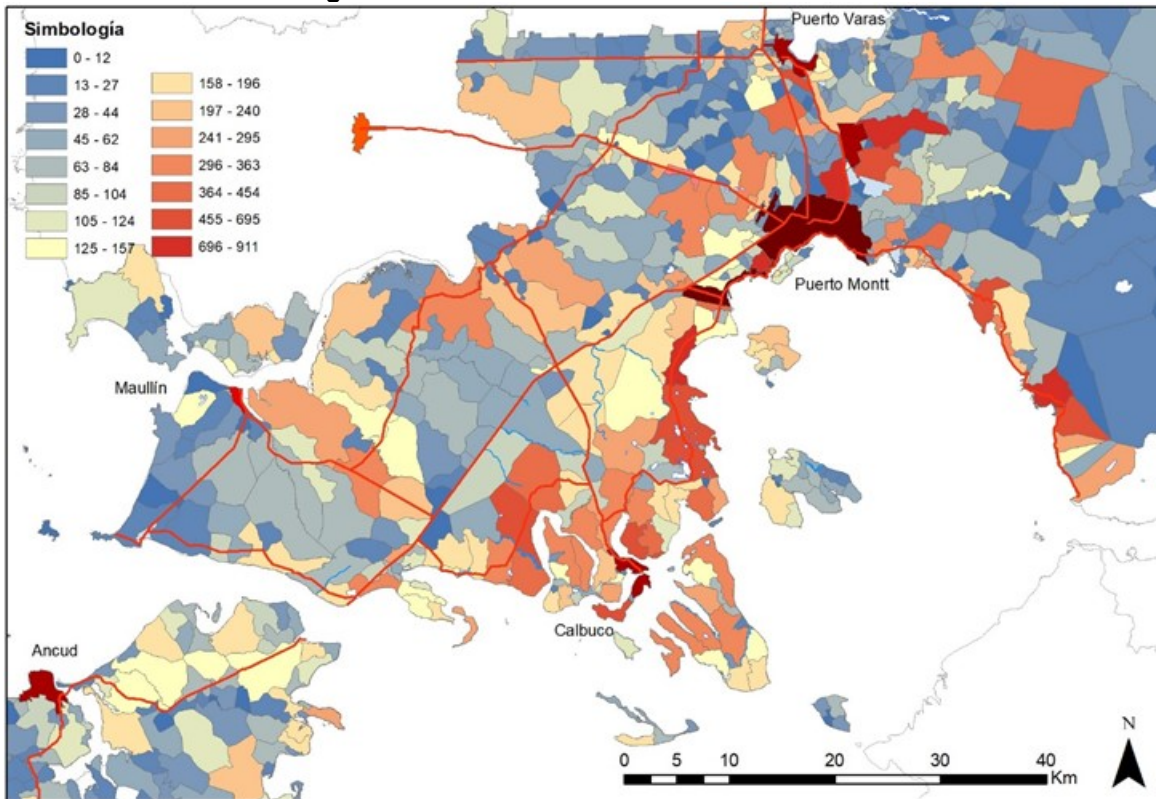 Puerto Varas
Simbología
0 - 12
13 - 27
28 - 44
45 - 62
63 - 84
85 - 104
105 - 124
125 - 157
158 - 196
197 - 240
241 - 295
296 - 363
364 - 454
455 - 695
696 - 911
Puerto Montt
Maullín
Calbuco
Ancud
N
0 5 10 20 30 40
Km